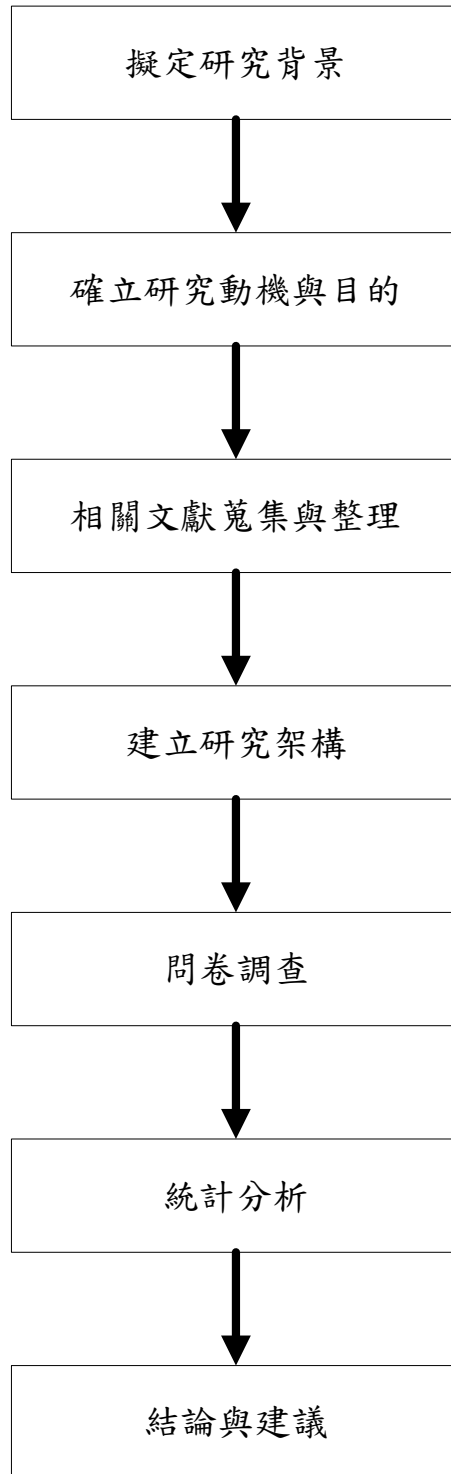 擬定研究背景
確立研究動機與目的
相關文獻蒐集與整理
建立研究架構
問卷調查
統計分析
結論與建議